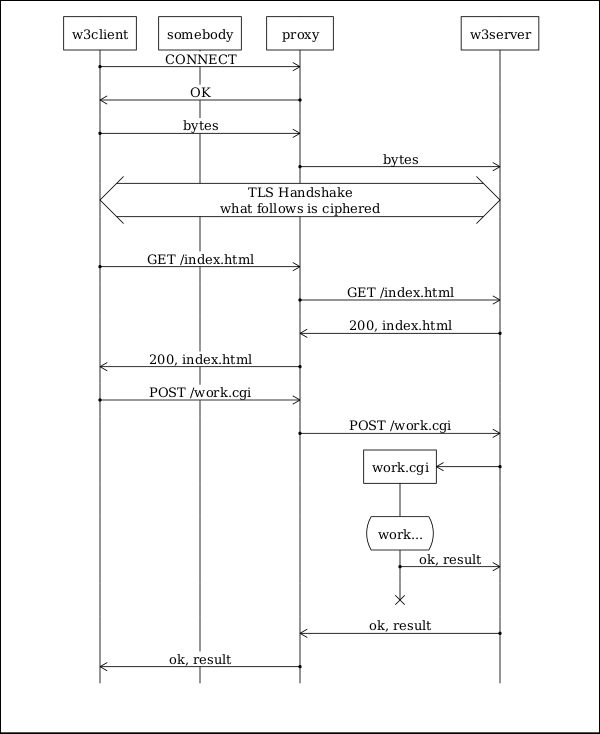 w3client somebody proxy w3server
CONNECT
OK
bytes
bytes
TLS Handshake
what follows is ciphered
GET /index.html
GET /index.html
200, index.html
200, index.html
POST /work.cgi
POST /work.cgi
work.cgi
work...
ok, result
ok, result
ok, result